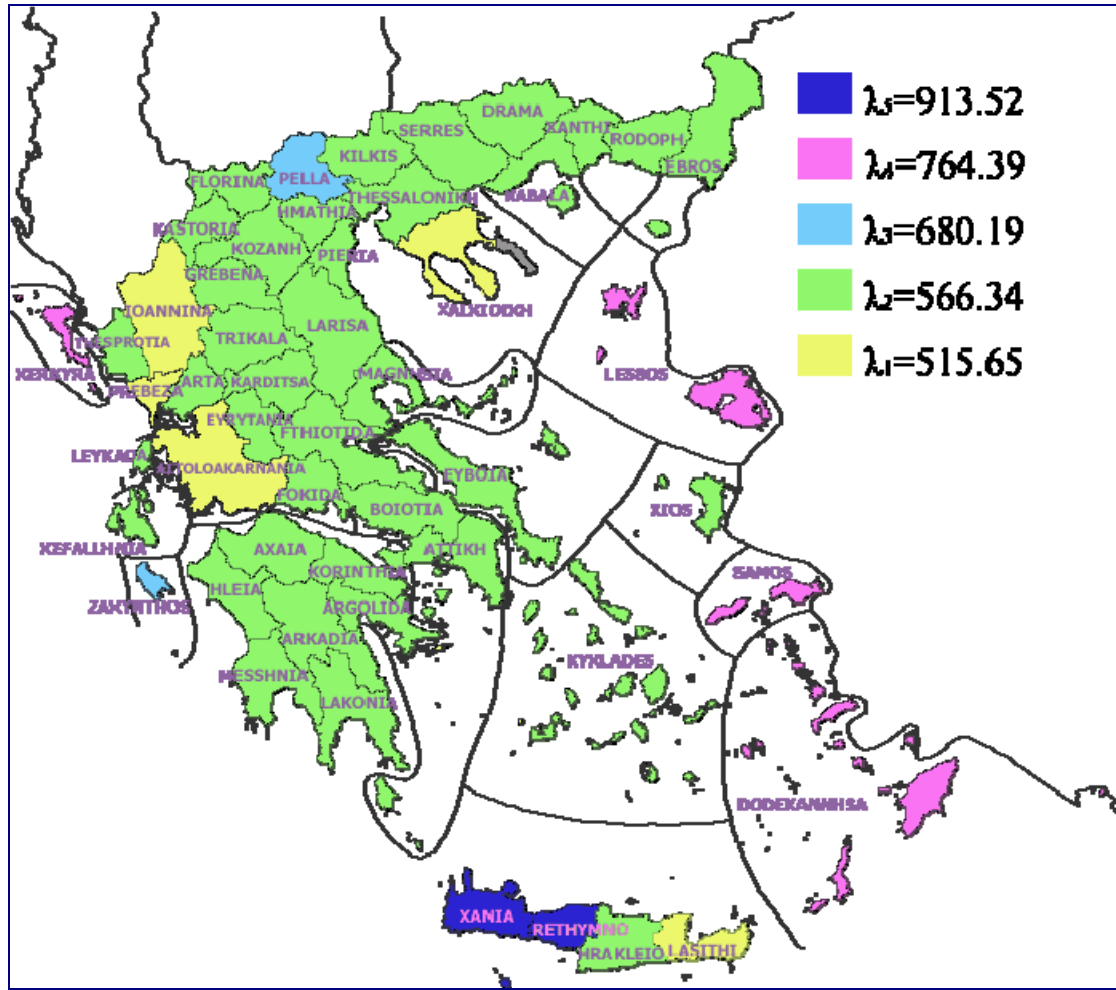 λ5=913.52
λ4=764.39
λ3=680.19
λ2=566.34
λ1=515.65
DRAMA
SERRES
XANTHI
RODOPH
KILKIS
EBROS
PELLA
FLORINA
THESSALONIKH
KABALA
HMATHIA
KASTORIA
KOZANH
PIERIA
GREBENA
IOANNINA
XALKIDIKH
LARISA
TRIKALA
THESPROTIA
KERKYRA
LESBOS
MAGNHSIA
ARTA
KARDITSA
PREBEZA
EYRYTANIA
FTHIOTIDA
LEYKADA
AITOLOAKARNANIA
EYBOIA
FOKIDA
BOIOTIA
XIOS
KEFALLHNIA
AXAIA
ATTIKH
KORINTHIA
SAMOS
HLEIA
ZAKYNTHOS
ARGOLIDA
ARKADIA
KYKLADES
MESSHNIA
LAKONIA
DODEKANNHSA
XANIA
RETHYMNO
HRAKLEIO
LASITHI